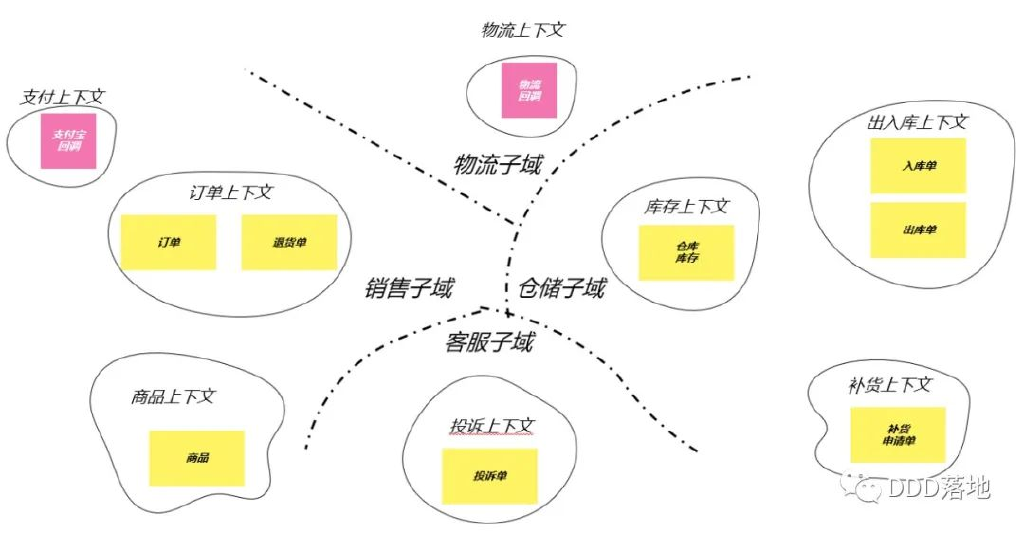 物流上下文
物流
回调
支付上下文
支付宝
回调
物流子域
出入库上下文
入库单
出库单
订单上下文
订单
退货单
库存上下文
仓库
库存
销售子域
仓储子域
客服子域
商品上下文
商品
投诉上下文
投诉单
补货上下文
补货
申请单
DDD落地